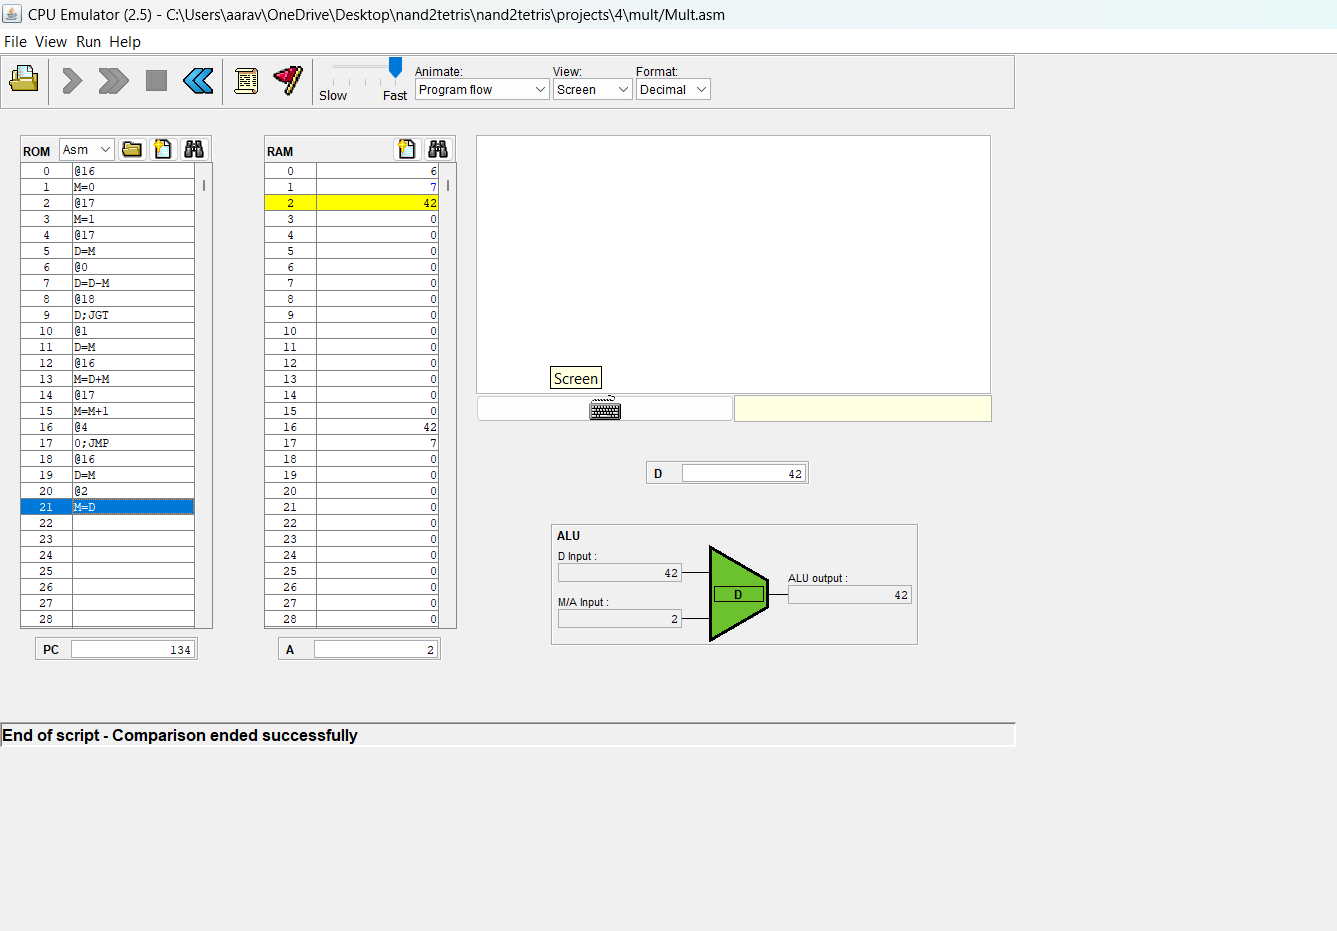 CPU Emulator (2.5) - C:\Users\aarav\OneDrive\Desktop\nand2tetris\nand2tetris\projects\4\mult/Mult.asm
File View Run Help
Slow Fast
Animate:
Program flow
View:
Screen
Format:
Decimal
ROM Asm
0 @16
1 M=0
2 @17
3 M=1
4 @17
5 D=M
6 @0
7 D=D-M
8 @18
9 D;JGT
10 @1
11 D=M
12 @16
13 M=D+M
14 @17
15 M=M+1
16 @4
17 0;JMP
18 @16
19 D=M
20 @2
21 M=D
22
23
24
25
26
27
28
PC 134
RAM
0 6
1 7
2 42
3 0
4 0
5 0
6 0
7 0
8 0
9 0
10 0
11 0
12 0
13 0
14 0
15 0
16 42
17 7
18 0
19 0
20 0
21 0
22 0
23 0
24 0
25 0
26 0
27 0
28 0
A 2
Screen
D 42
ALU
D Input :
42
M/A Input :
2
D
ALU output :
42
End of script - Comparison ended successfully